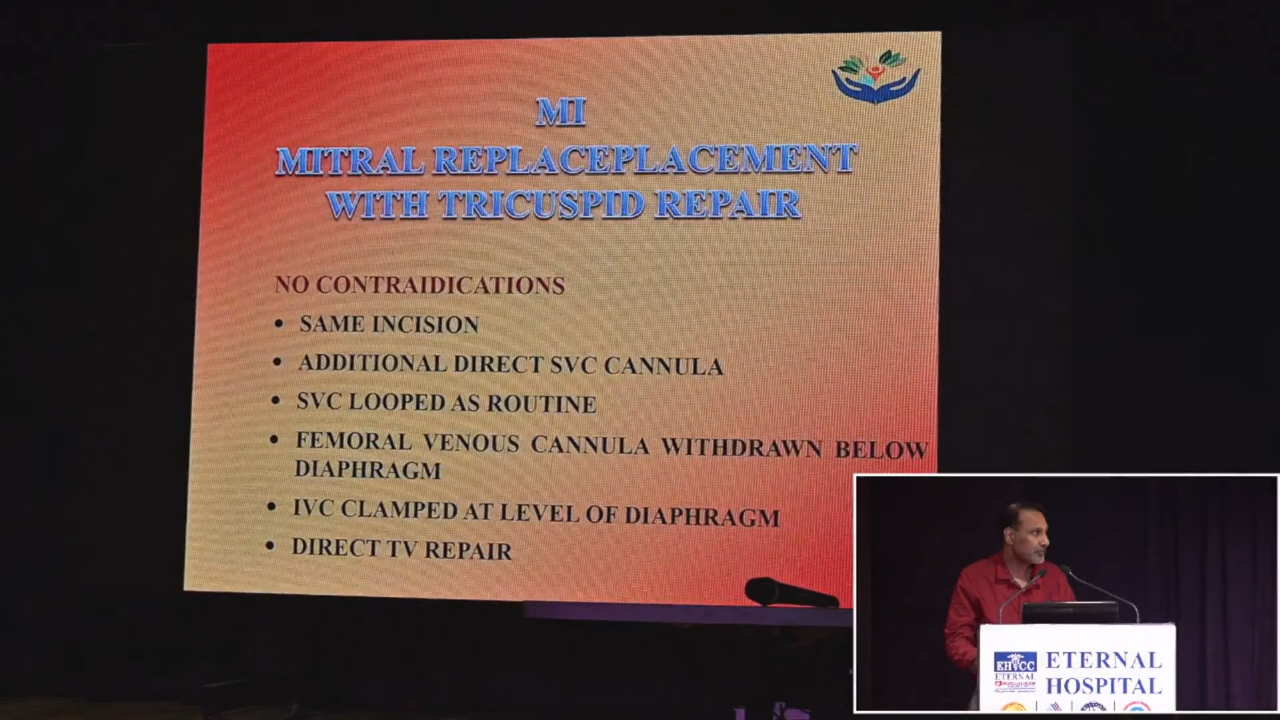 MI
MITRAL REPLACEPLACEMENT
WITH TRICUSPID REPAIR
NO CONTRAIDICATIONS
• SAME INCISION
• ADDITIONAL DIRECT SVC CANNULA
• SVC LOOPED AS ROUTINE
• FEMORAL VENOUS CANNULA WITHDRAWN BELOW
DIAPHRAGM
• IVC CLAMPED AT LEVEL OF DIAPHRAGM
• DIRECT TV REPAIR
EHVCC
ETERNAL
ETERNAL
HOSPITAL